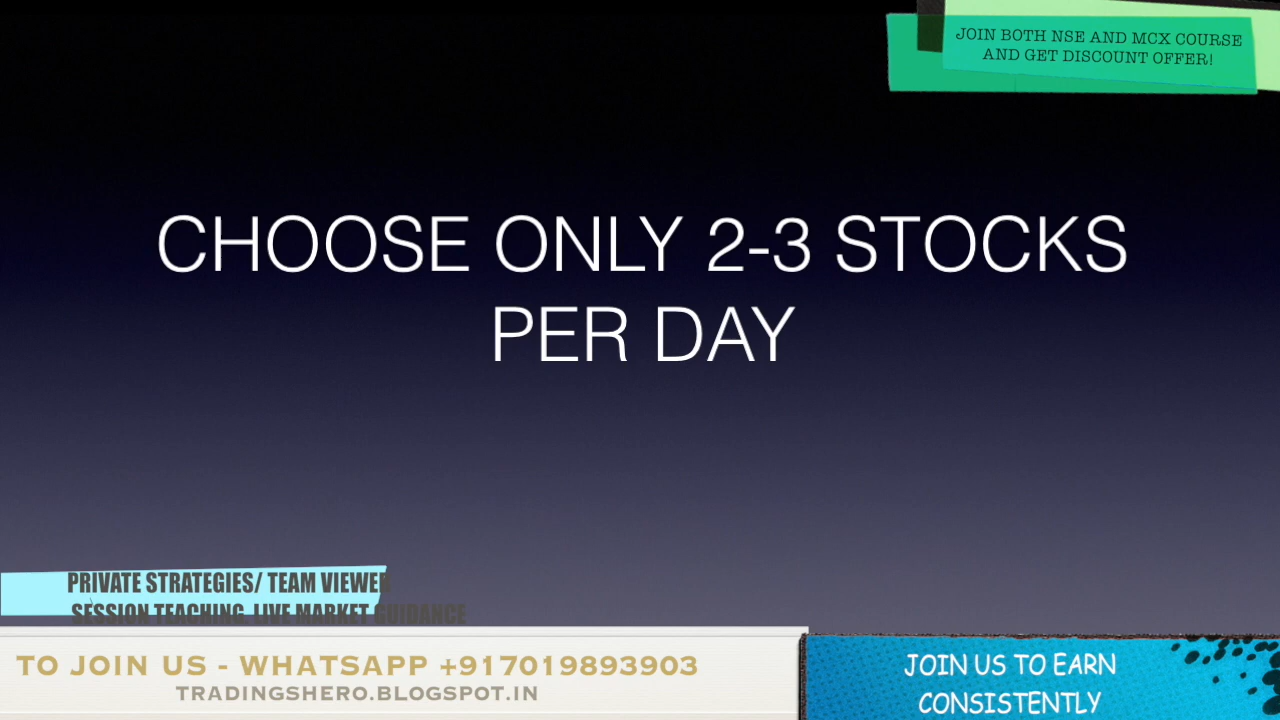 JOIN BOTH NSE AND MCX COURSE
AND GET DISCOUNT OFFER!
CHOOSE ONLY 2-3 STOCKS
PER DAY
PRIVATE STRATEGIES/ TEAM VIEWER
SESSION TEACHING, LIVE MARKET GUIDANCE
TO JOIN US - WHATSAPP +917019893903
TRADINGSHERO.BLOGSPOT.IN
JOIN US TO EARN
CONSISTENTLY